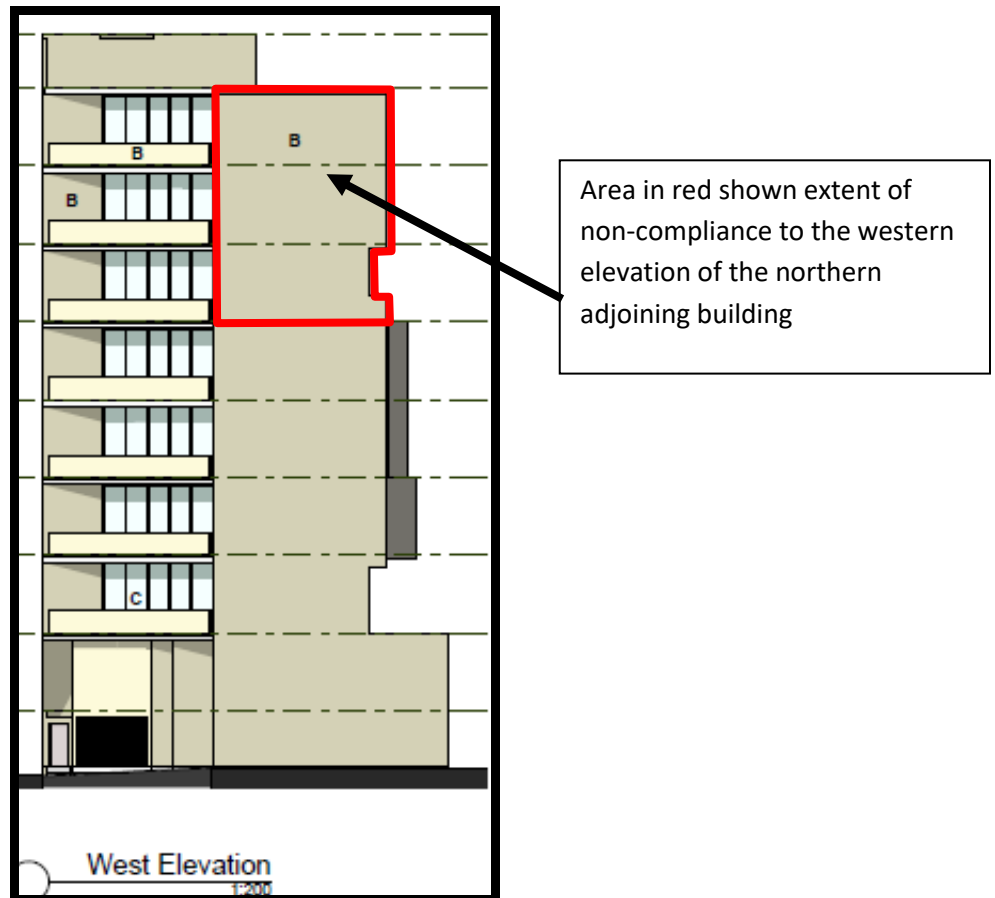 B
B
B
C
Area in red shown extent of
non-compliance to the western
elevation of the northern
adjoining building
West Elevation
1:200